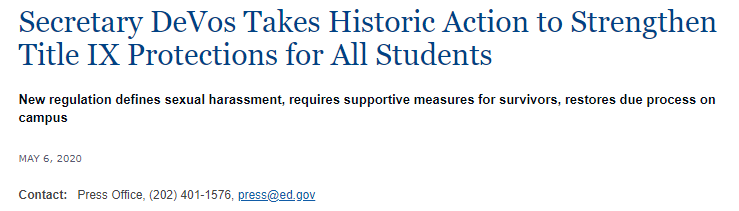 Secretary DeVos Takes Historic Action to Strengthen
Title IX Protections for All Students
New regulation defines sexual harassment, requires supportive measures for survivors, restores due process on
campus
MAY 6, 2020
Contact: Press Office, (202) 401-1576, press@ed.gov